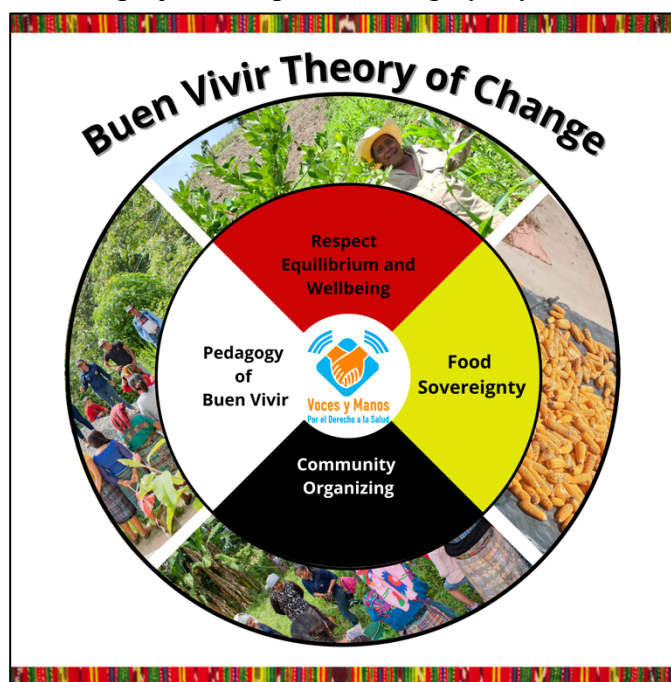 Buen Vivir Theory of Change
Respect
Equilibrium and
Wellbeing
Pedagogy
of
Buen Vivir
Food
Sovereignty
Voces y Manos
Por el Derecho a la Salud
Community
Organizing